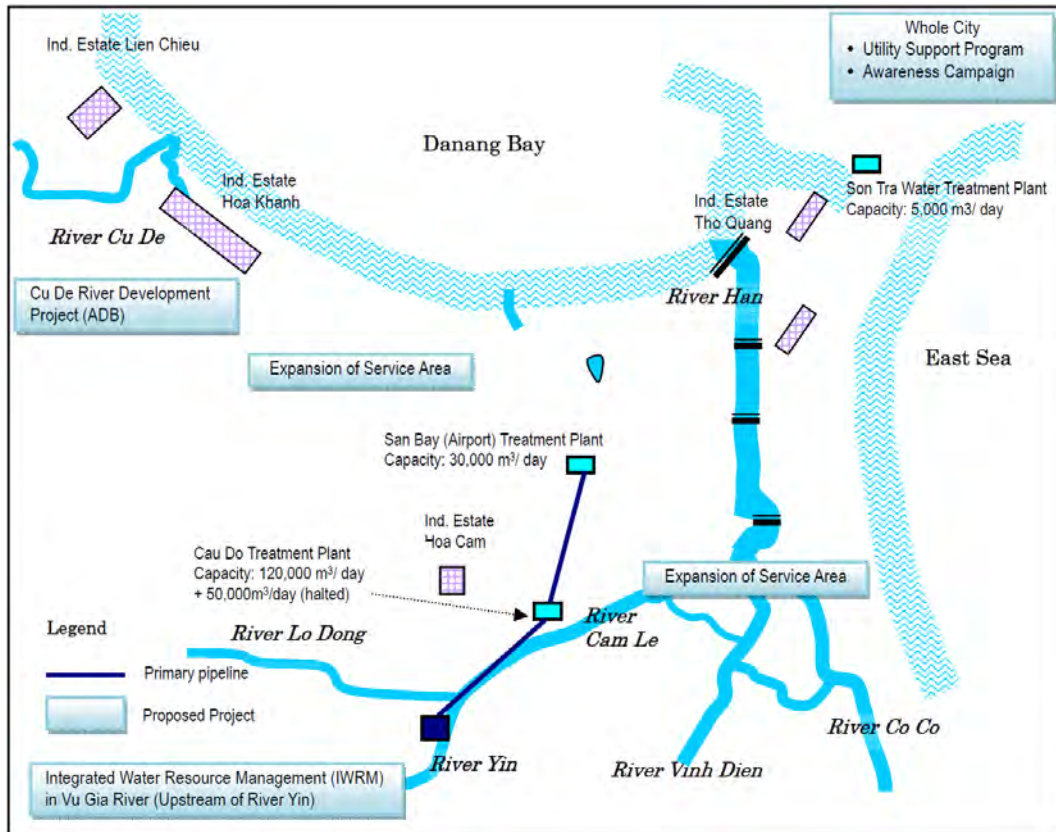 Ind. Estate Lien Chieu
Whole City
• Utility Support Program
• Awareness Campaign
Danang Bay
Son Tra Water Treatment Plant
Capacity: 5,000 m3/ day
Ind. Estate
Hoa Khanh
Ind. Estate
Tho Quang
River Cu De
Cu De River Development
Project (ADB)
River Han
East Sea
Expansion of Service Area
San Bay (Airport) Treatment Plant
Capacity: 30,000 m³/ day
Ind. Estate
Hoa Cam
Cau Do Treatment Plant
Capacity: 120,000 m³/ day
+ 50,000m³/day (halted)
Expansion of Service Area
River
Cam Le
River Lo Dong
Legend
Primary pipeline
Proposed Project
River Co Co
River Yin
River Vinh Dien
Integrated Water Resource Management (IWRM)
in Vu Gia River (Upstream of River Yin)